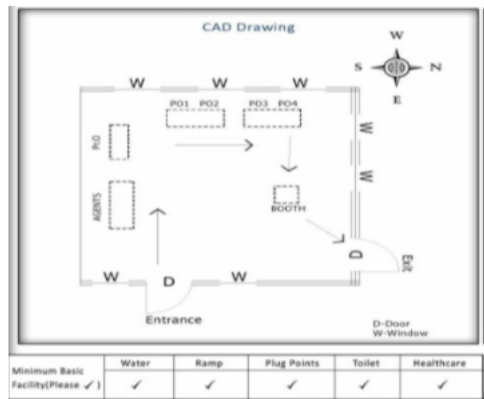 CAD Drawing
W
S N
E
W W W
PO1 PO2 PO3 PO4
PrO
W
W
AGENTS
BOOTH
D
Exit
W D W
Entrance
D-Door
W-Window
Minimum Basic Facility(Please ✓) Water Ramp Plug Points Toilet Healthcare
✓ ✓ ✓ ✓ ✓